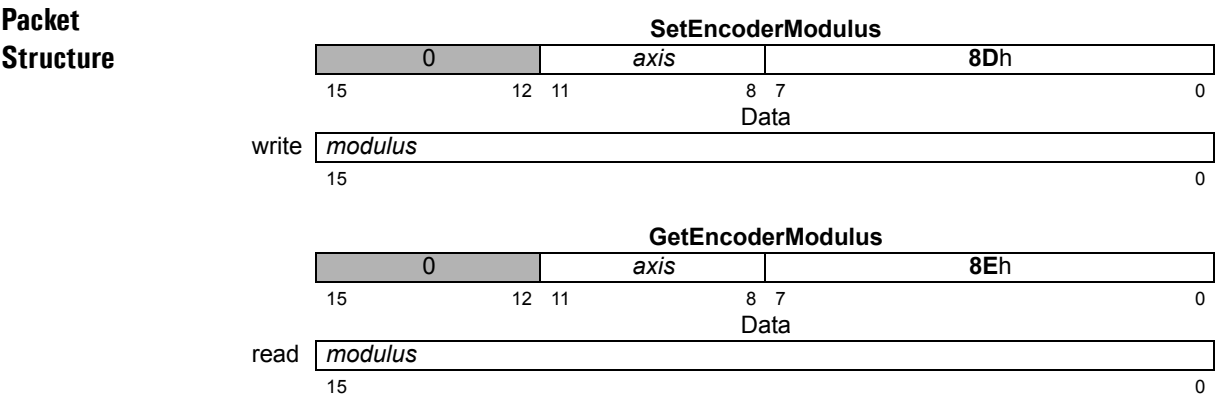 Packet
Structure
SetEncoderModulus
0 axis 8Dh
15 12 11 8 7 0
Data
write modulus
15 0
GetEncoderModulus
0 axis 8Eh
15 12 11 8 7 0
Data
read modulus
15 0